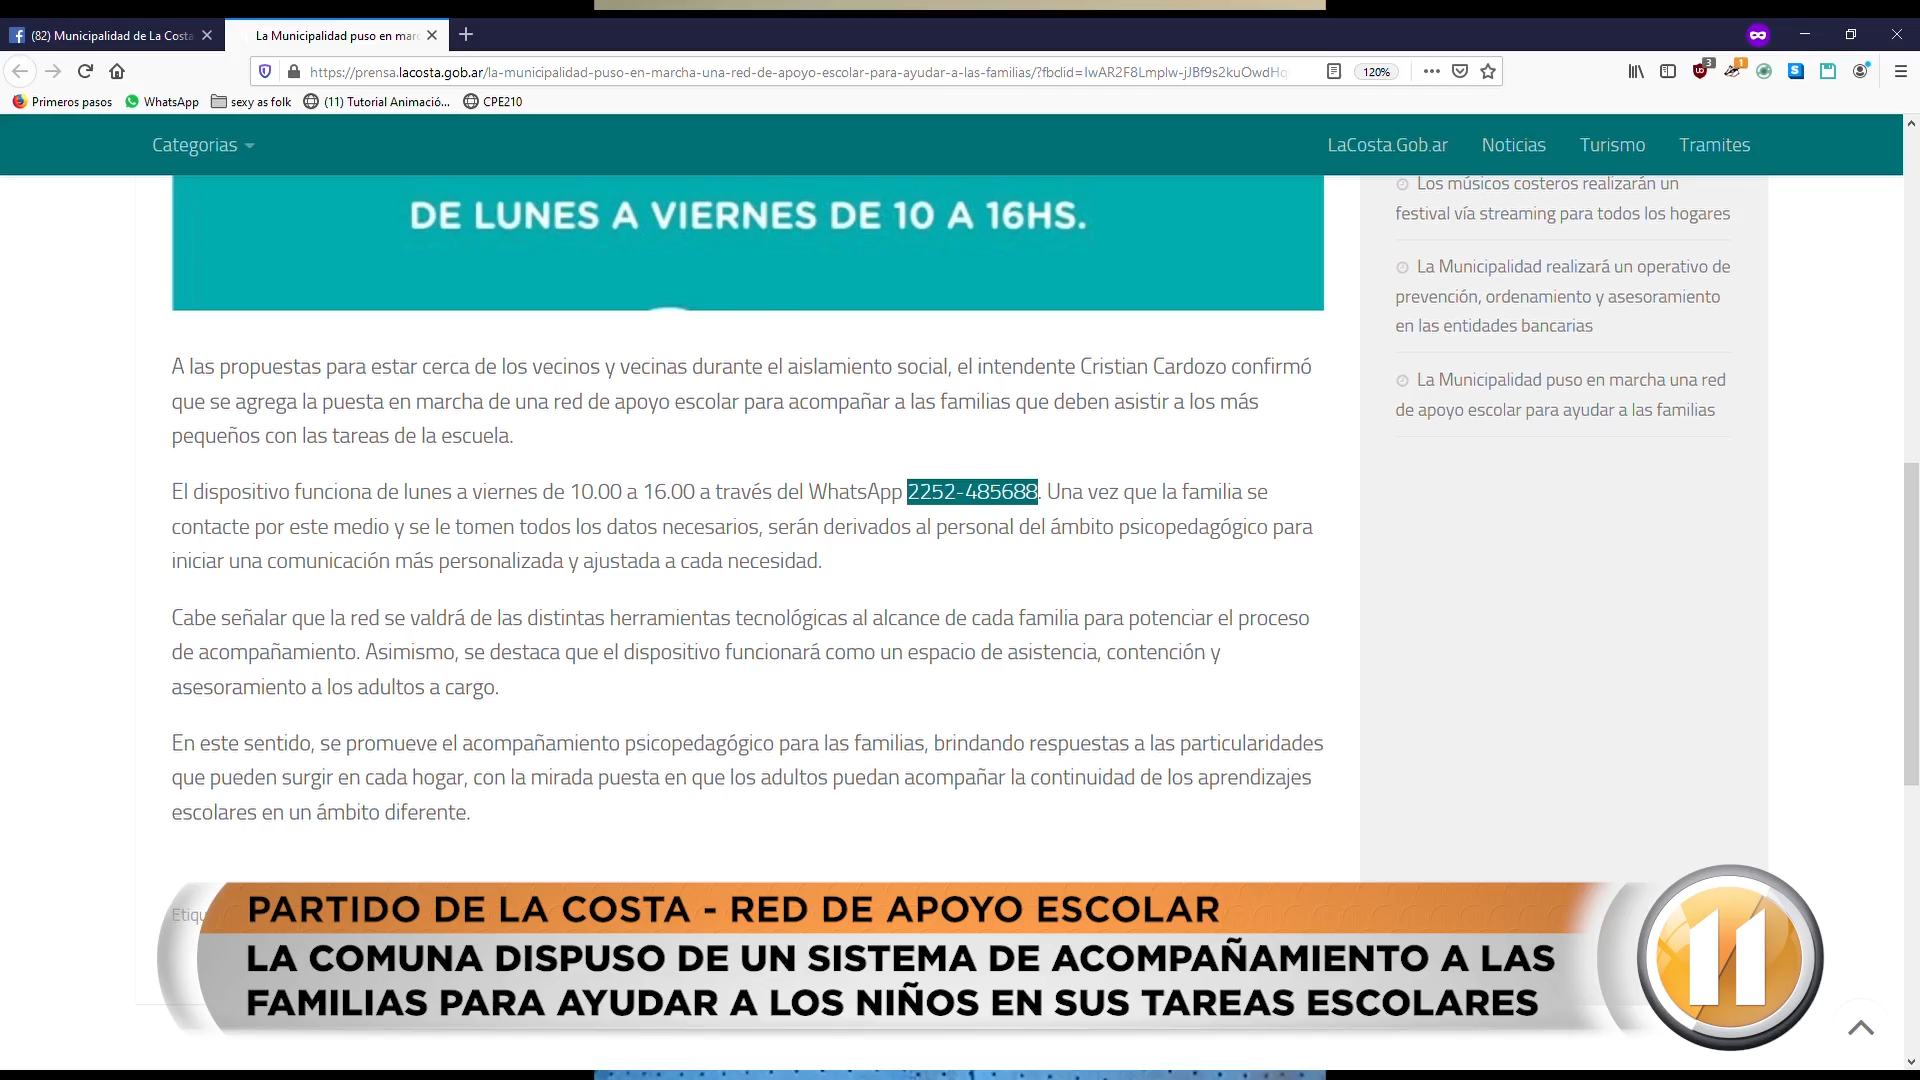 (82) Municipalidad de La Costa
La Municipalidad puso en mar
https://prensa.lacosta.gob.ar/la-municipalidad-puso-en-marcha-una-red-de-apoyo-escolar-para-ayudar-a-las-familias/?fbclid=IwAR2F8Lmplw-jJBf9s2kuOwdHq
120%
3
1
Primeros pasos
WhatsApp
sexy as folk
(11) Tutorial Animació...
CPE210
Categorias
LaCosta.Gob.ar
Noticias
Turismo
Tramites
DE LUNES A VIERNES DE 10 A 16HS.
A las propuestas para estar cerca de los vecinos y vecinas durante el aislamiento social, el intendente Cristian Cardozo confirmó
que se agrega la puesta en marcha de una red de apoyo escolar para acompañar a las familias que deben asistir a los más
pequeños con las tareas de la escuela.
El dispositivo funciona de lunes a viernes de 10.00 a 16.00 a través del WhatsApp 2252-485688. Una vez que la familia se
contacte por este medio y se le tomen todos los datos necesarios, serán derivados al personal del ámbito psicopedagógico para
iniciar una comunicación más personalizada y ajustada a cada necesidad.
Cabe señalar que la red se valdrá de las distintas herramientas tecnológicas al alcance de cada familia para potenciar el proceso
de acompañamiento. Asimismo, se destaca que el dispositivo funcionará como un espacio de asistencia, contención y
asesoramiento a los adultos a cargo.
En este sentido, se promueve el acompañamiento psicopedagógico para las familias, brindando respuestas a las particularidades
que pueden surgir en cada hogar, con la mirada puesta en que los adultos puedan acompañar la continuidad de los aprendizajes
escolares en un ámbito diferente.
Los músicos costeros realizarán un
festival vía streaming para todos los hogares
La Municipalidad realizará un operativo de
prevención, ordenamiento y asesoramiento
en las entidades bancarias
La Municipalidad puso en marcha una red
de apoyo escolar para ayudar a las familias
Etiqu
PARTIDO DE LA COSTA - RED DE APOYO ESCOLAR
LA COMUNA DISPUSO DE UN SISTEMA DE ACOMPAÑAMIENTO A LAS
FAMILIAS PARA AYUDAR A LOS NIÑOS EN SUS TAREAS ESCOLARES
11